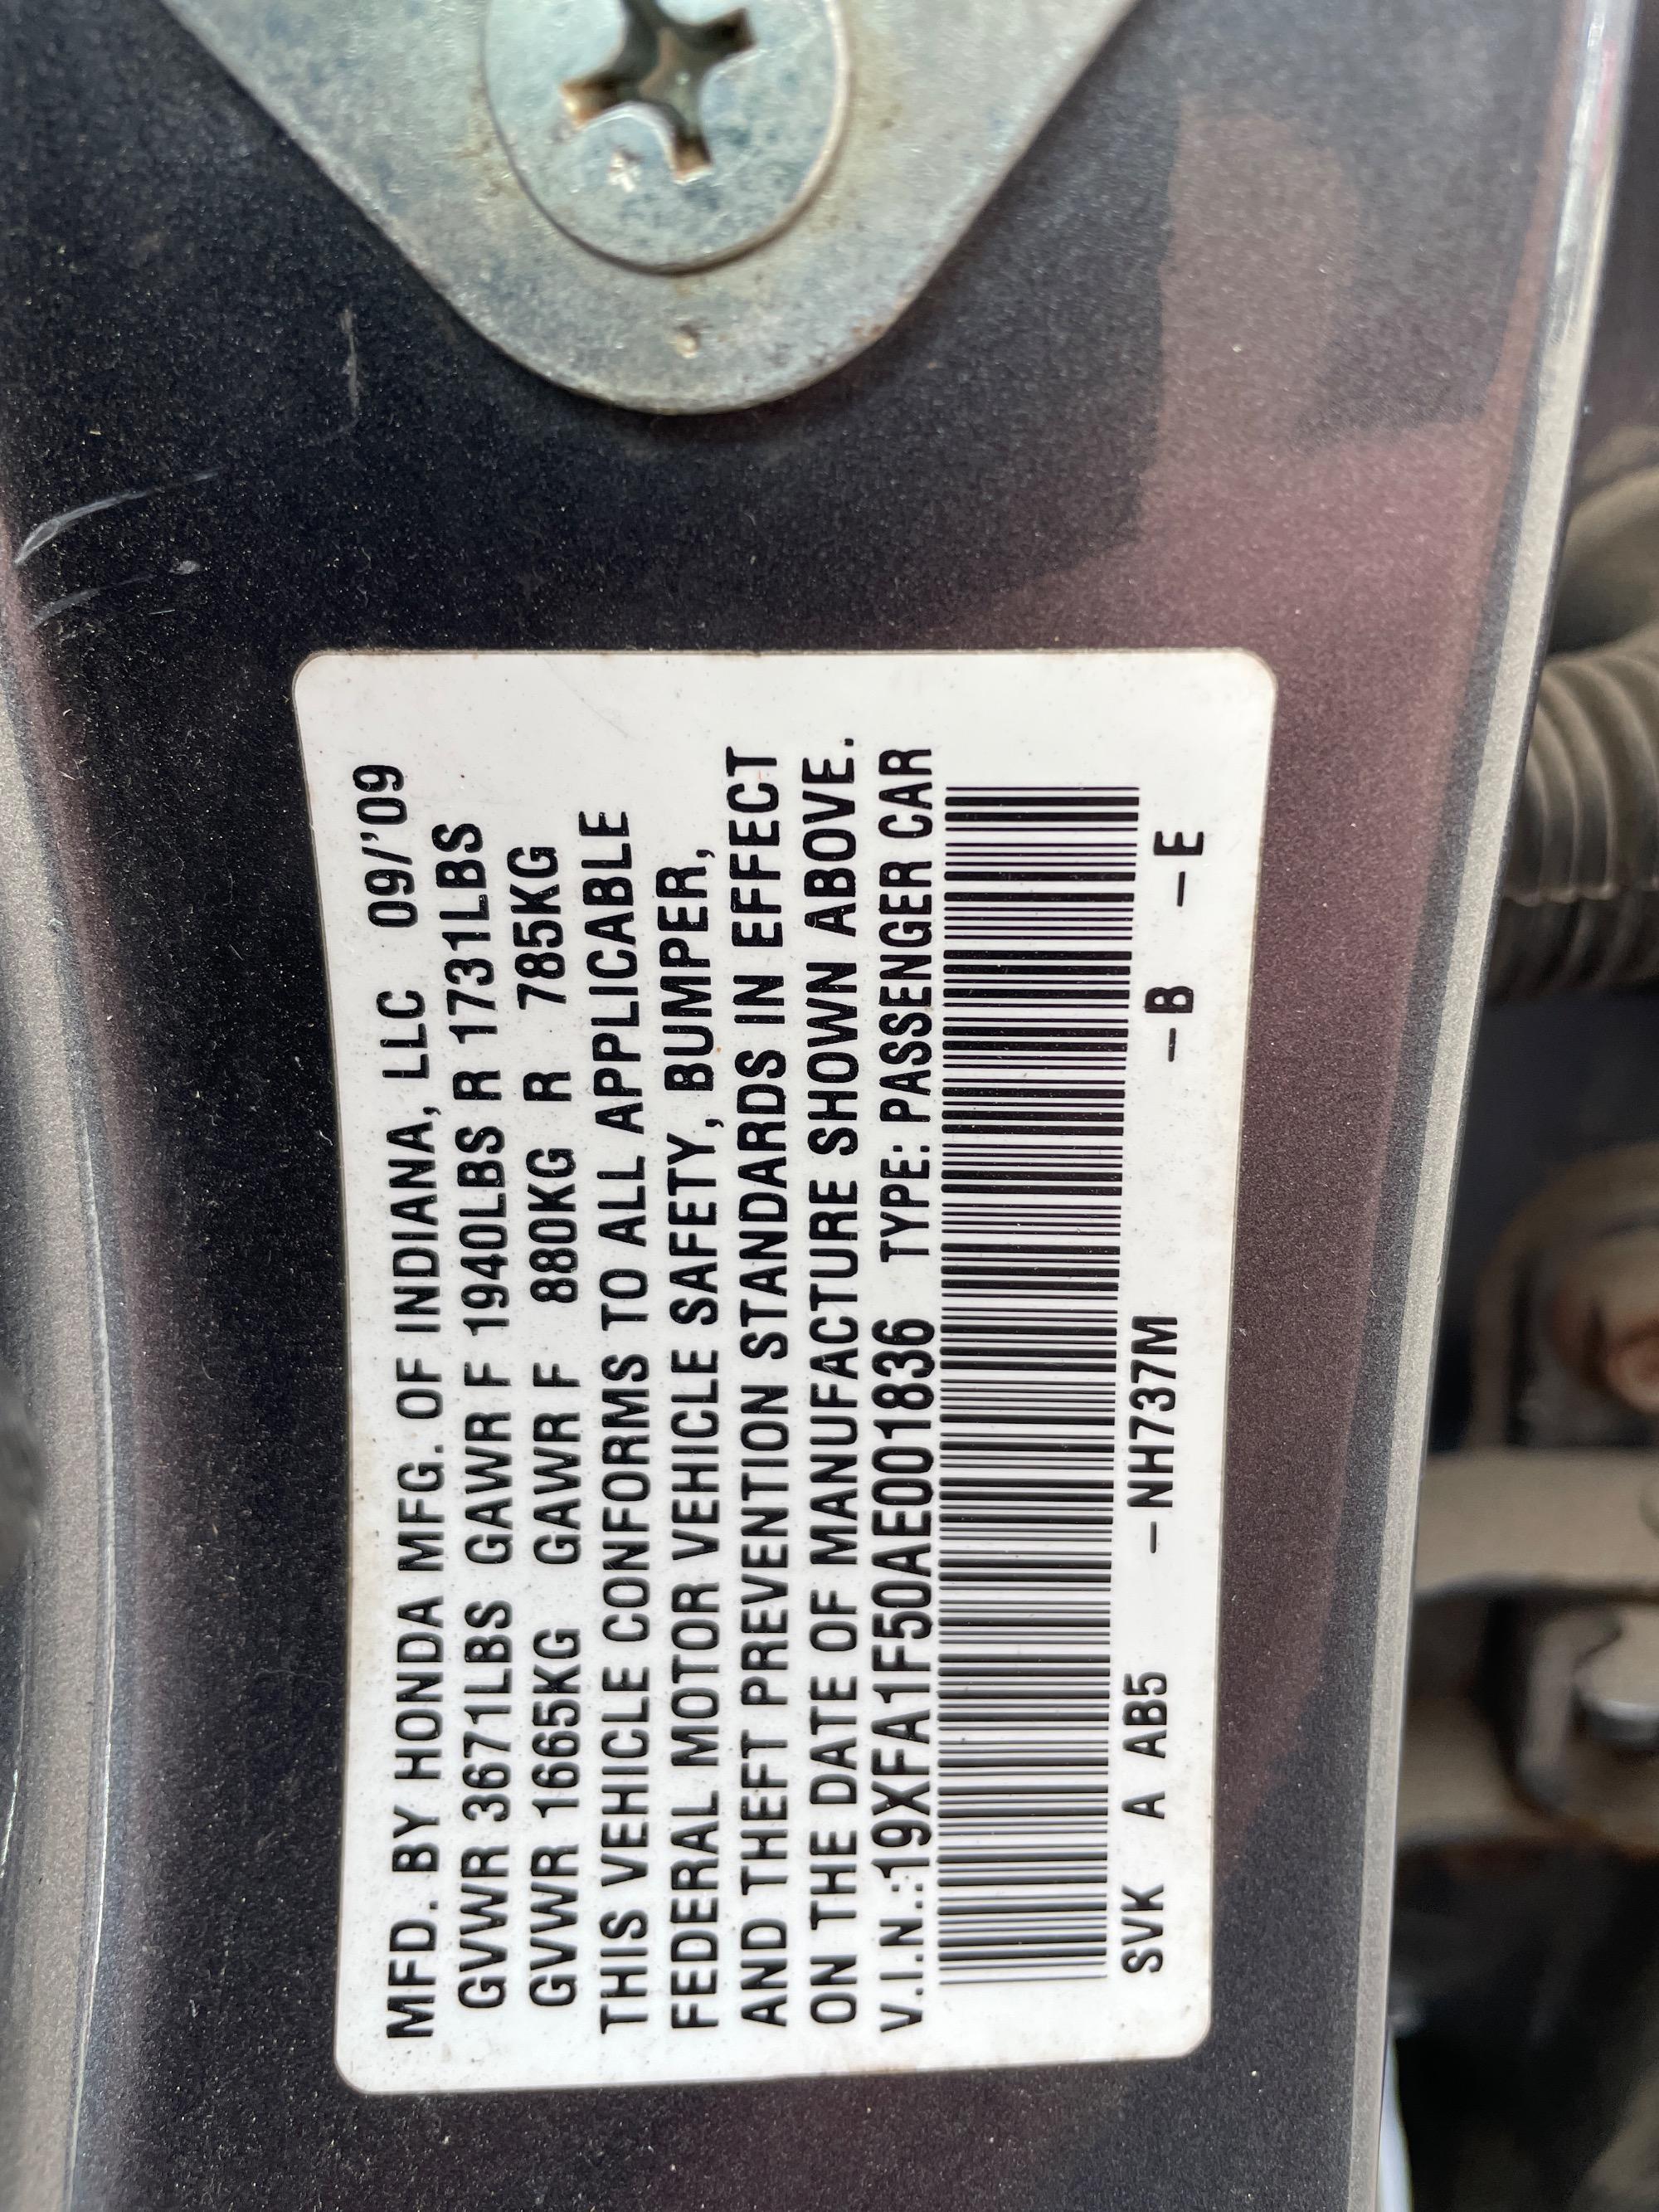 MFD. BY HONDA MFG. OF INDIANA, LLC 09/'09
GVWR 3671LBS GAWR F 1940LBS R 1731LBS
GVWR 1665KG GAWR F 880KG R 785KG
THIS VEHICLE CONFORMS TO ALL APPLICABLE
FEDERAL MOTOR VEHICLE SAFETY, BUMPER,
AND THEFT PREVENTION STANDARDS IN EFFECT
ON THE DATE OF MANUFACTURE SHOWN ABOVE.
V.I.N.:19XFA1F50AE001836 TYPE: PASSENGER CAR
SVK A AB5 –NH737M –B –E